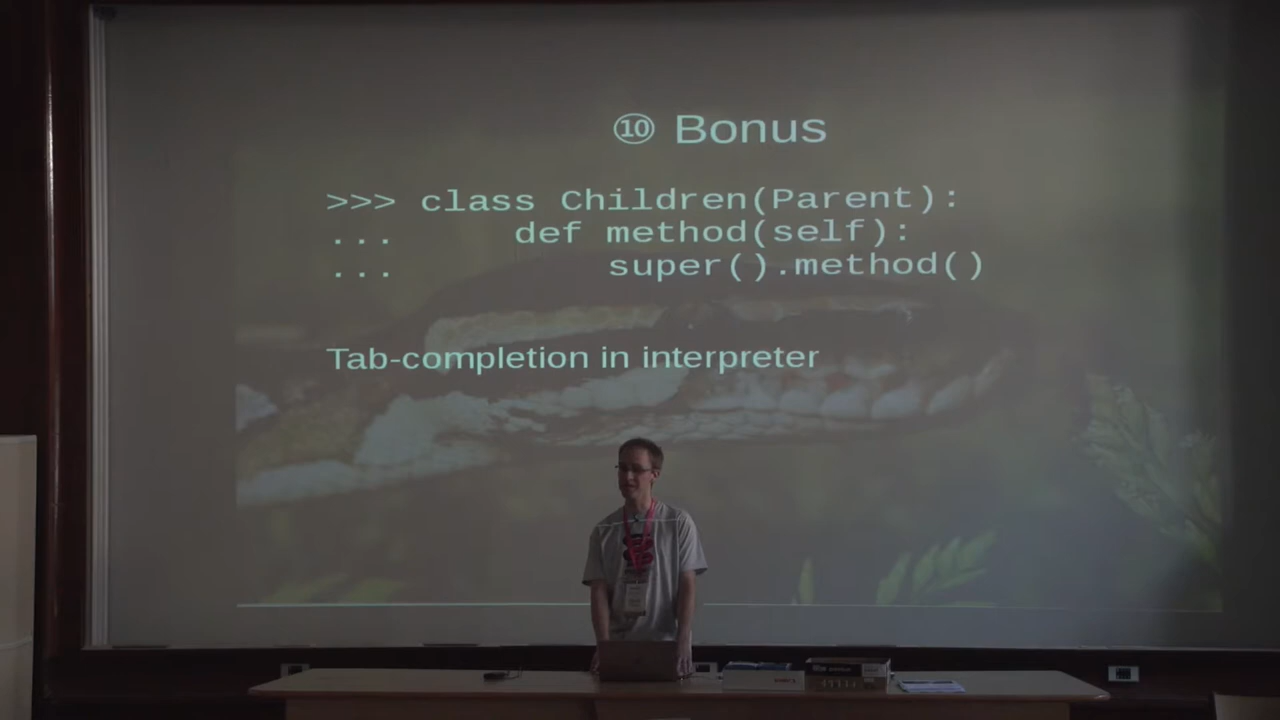 ⑩ Bonus
>>> class Children(Parent):
... def method(self):
... super().method()
Tab-completion in interpreter